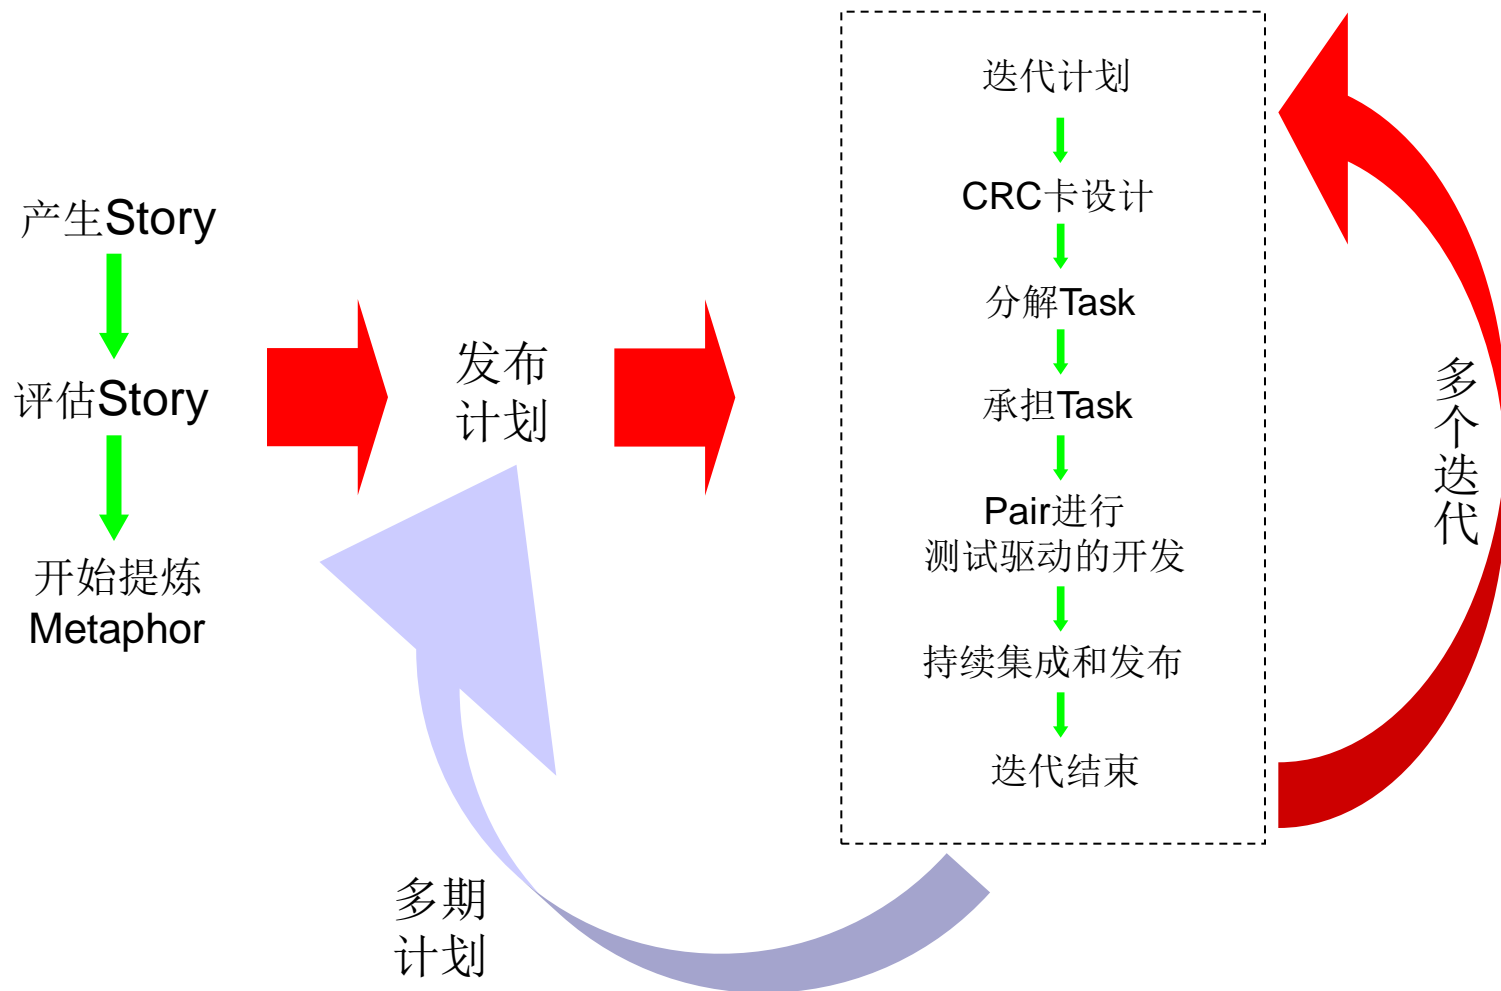 产生Story
评估Story
开始提炼
Metaphor
发布
计划
多期
计划
迭代计划
CRC卡设计
分解Task
承担Task
Pair进行
测试驱动的开发
持续集成和发布
迭代结束
多个迭代